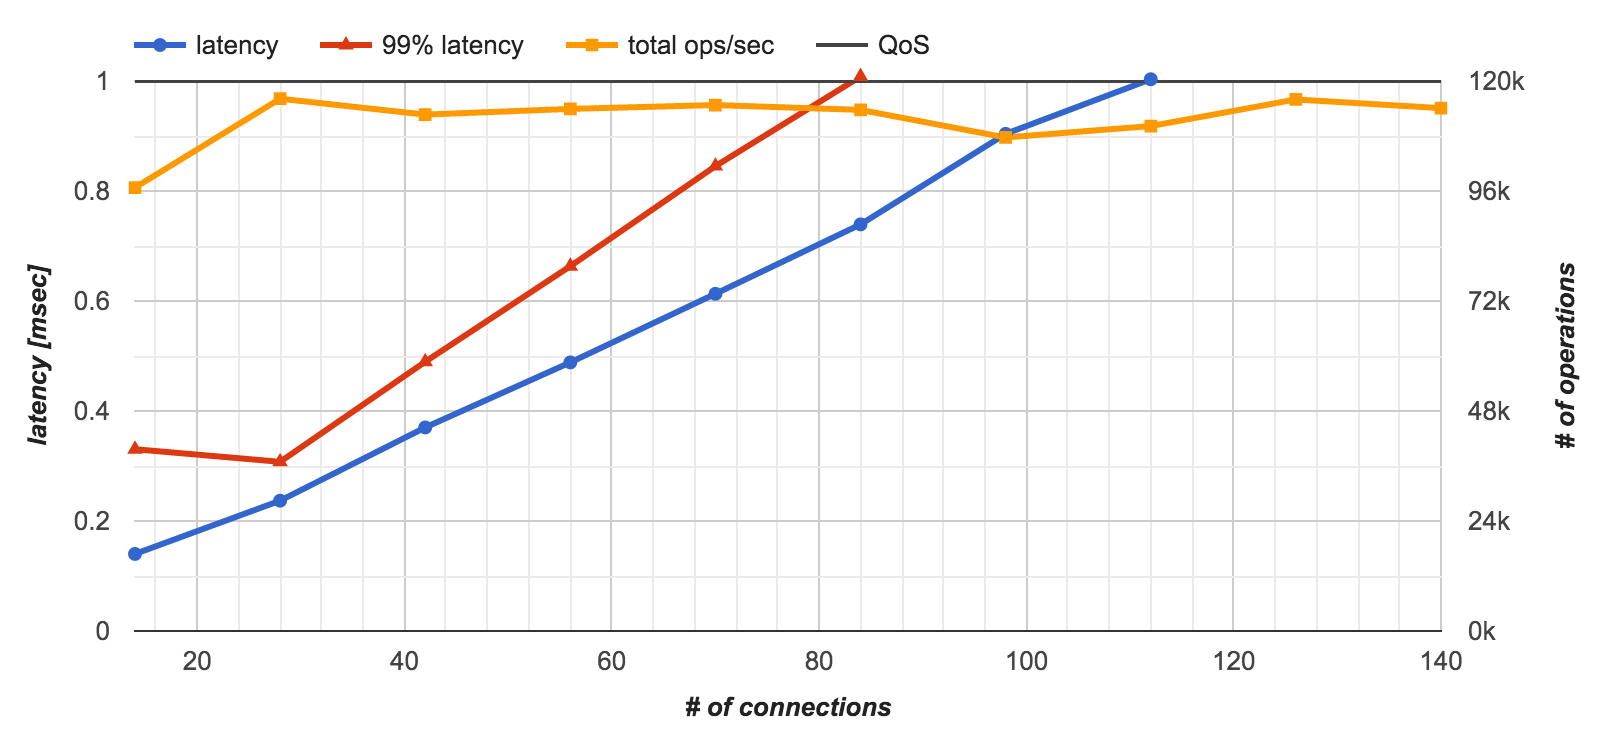 latency 99% latency total ops/sec QoS
1 120k
0.8 96k
0.6 72k
0.4 48k
0.2 24k
0 0k
latency [msec]
# of operations
20 40 60 80 100 120 140
# of connections